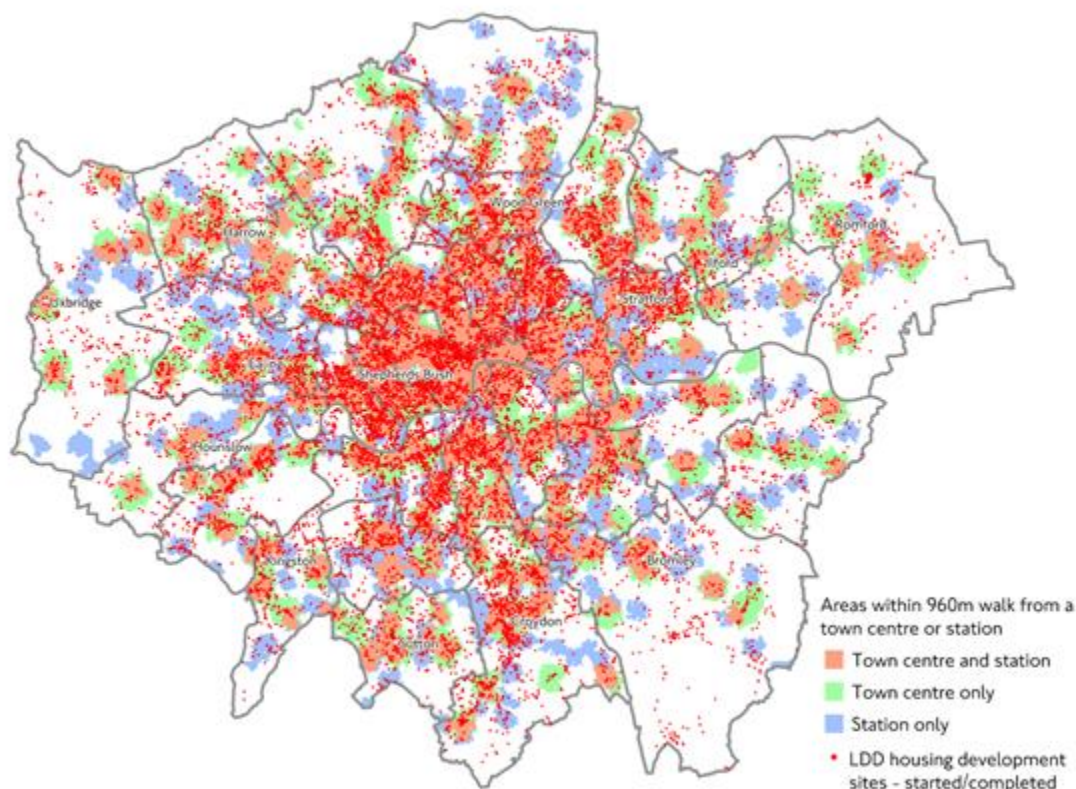 Wood Green
Harrow
Romford
Uxbridge
Stratford
Shepherds Bush
Hounslow
Kingston
Bromley
Croydon
Sutton
Areas within 960m walk from a
town centre or station
Town centre and station
Town centre only
Station only
LDD housing development
sites - started/completed